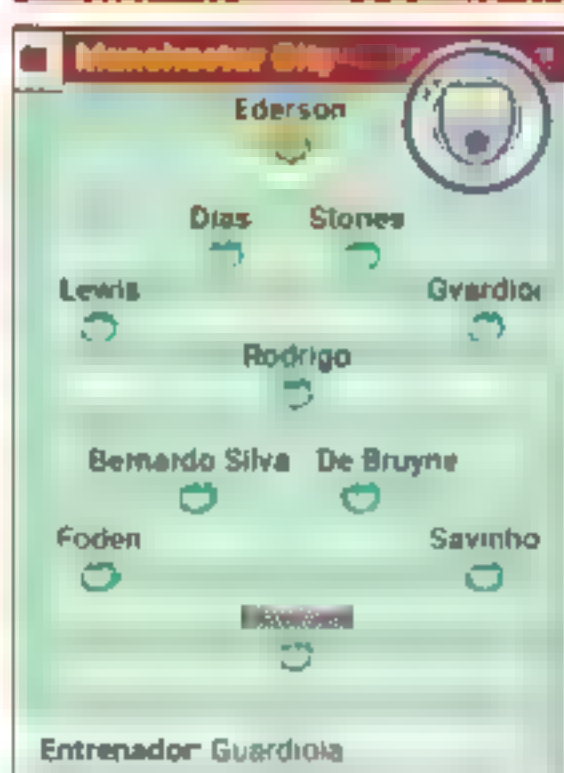 Manchester City
Ederson
Dias Stones
Lewis Gvardiol
Rodrigo
Bernardo Silva De Bruyne
Foden Savinho
Entrenador Guardiola